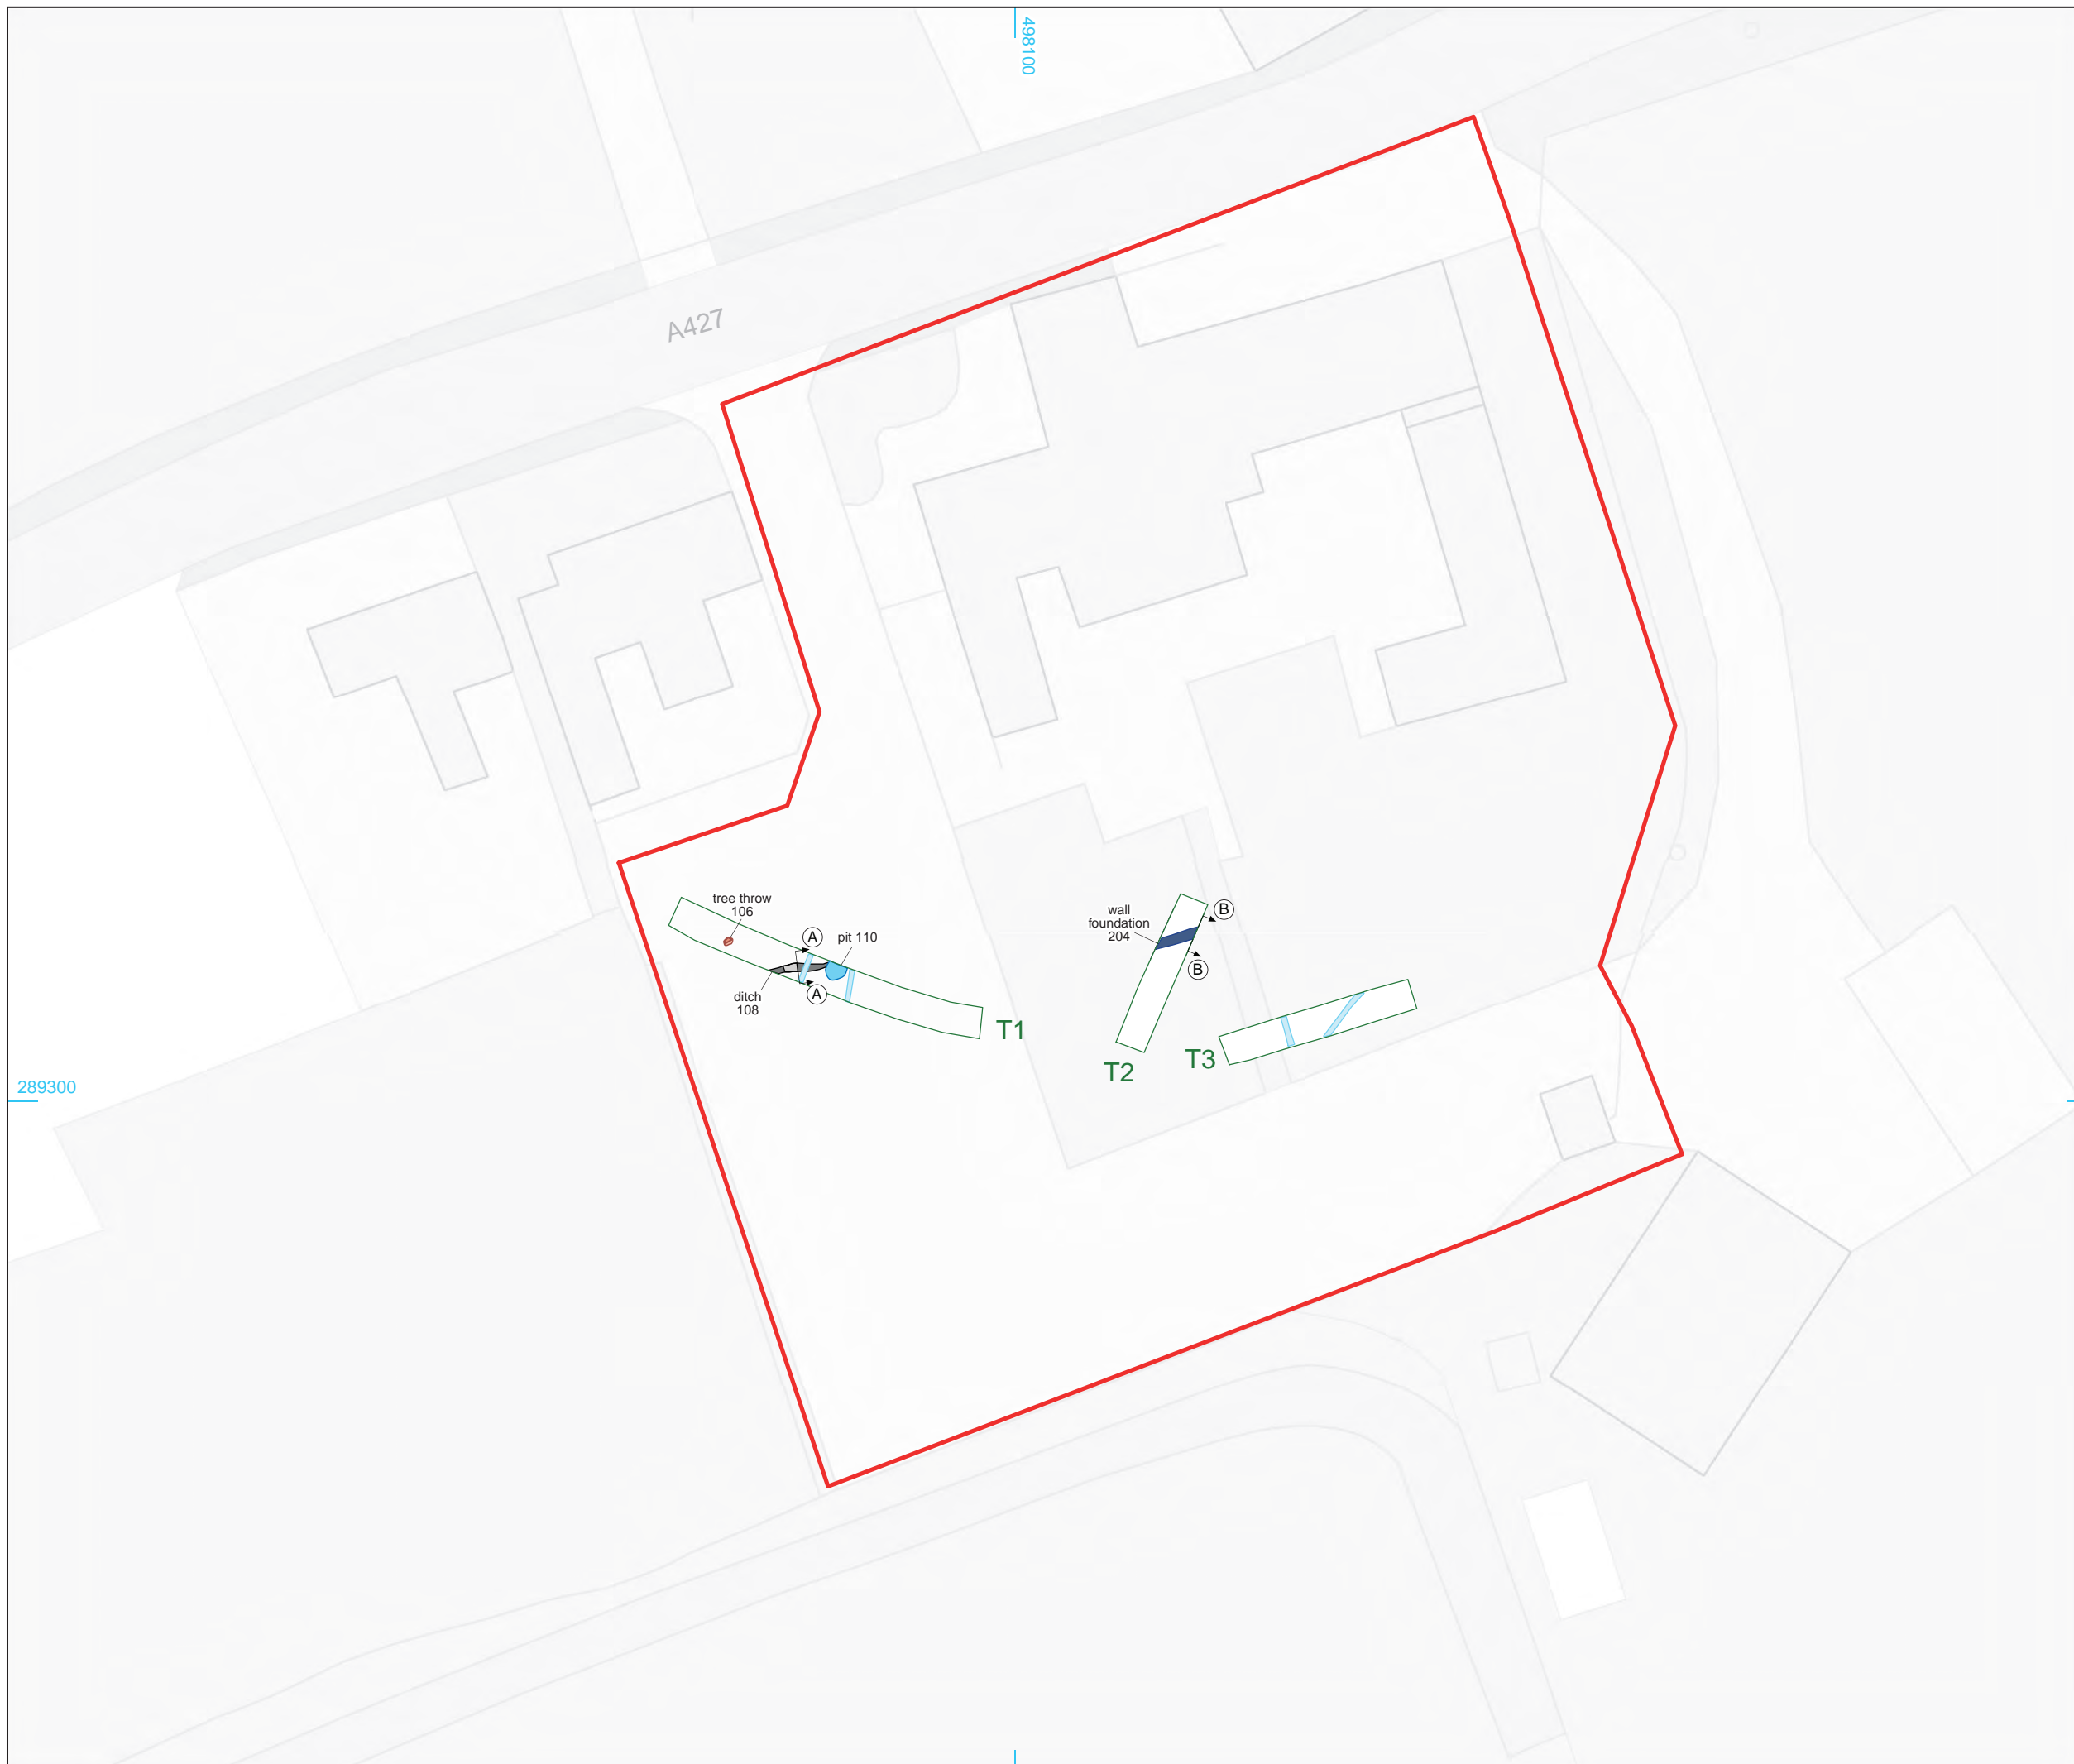 498100
A427
tree throw
106
A
pit 110
wall
foundation
204
B
B
ditch
108
A
T1
T2
T3
289300